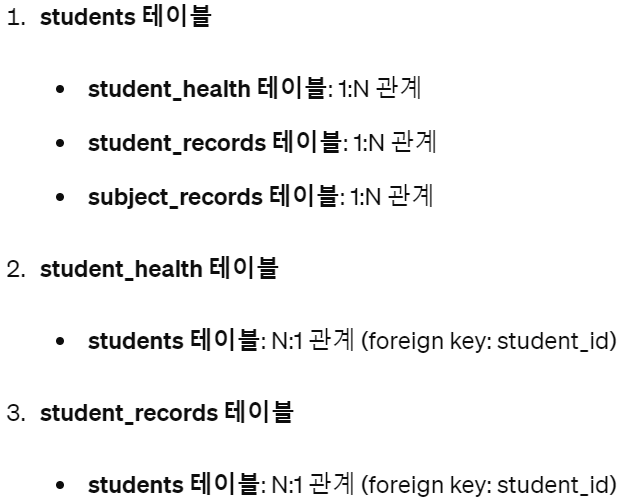 1. students 테이블
• student_health 테이블: 1:N 관계
• student_records 테이블: 1:N 관계
• subject_records 테이블: 1:N 관계
2. student_health 테이블
• students 테이블: N:1 관계 (foreign key: student_id)
3. student_records 테이블
• students 테이블: N:1 관계 (foreign key: student_id)